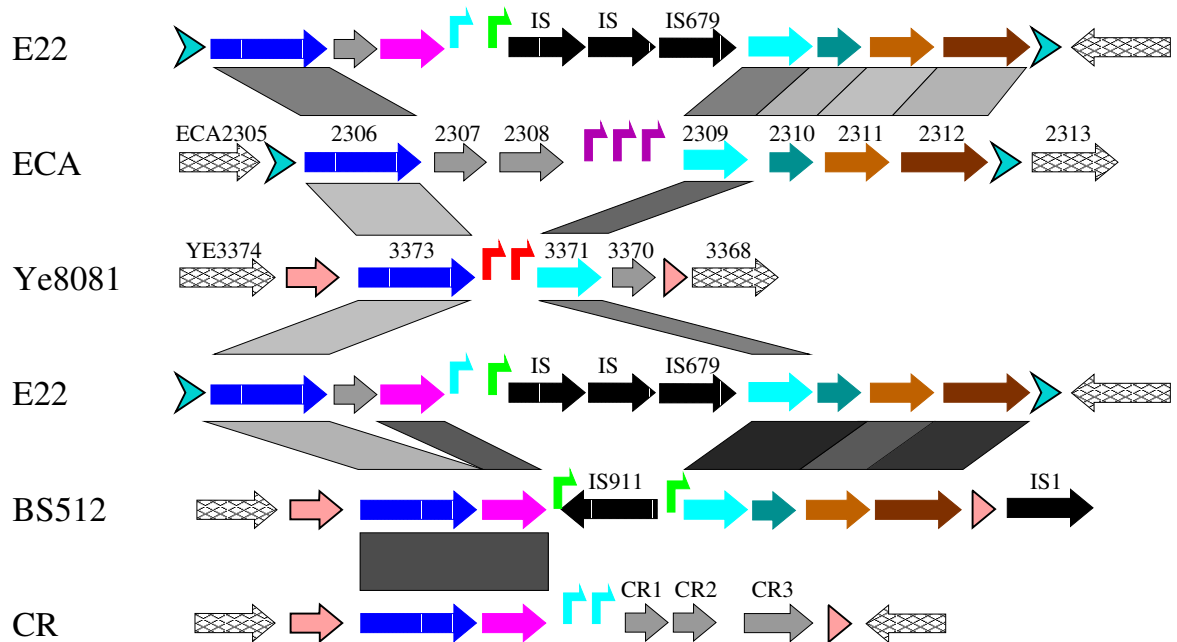 IS IS IS679
E22
ECA2305 2306 2307 2308 2309 2310 2311 2312 2313
ECA
YE3374 3373 3371 3370 3368
Ye8081
IS IS IS679
E22
IS911 IS1
BS512
CR1 CR2 CR3
CR